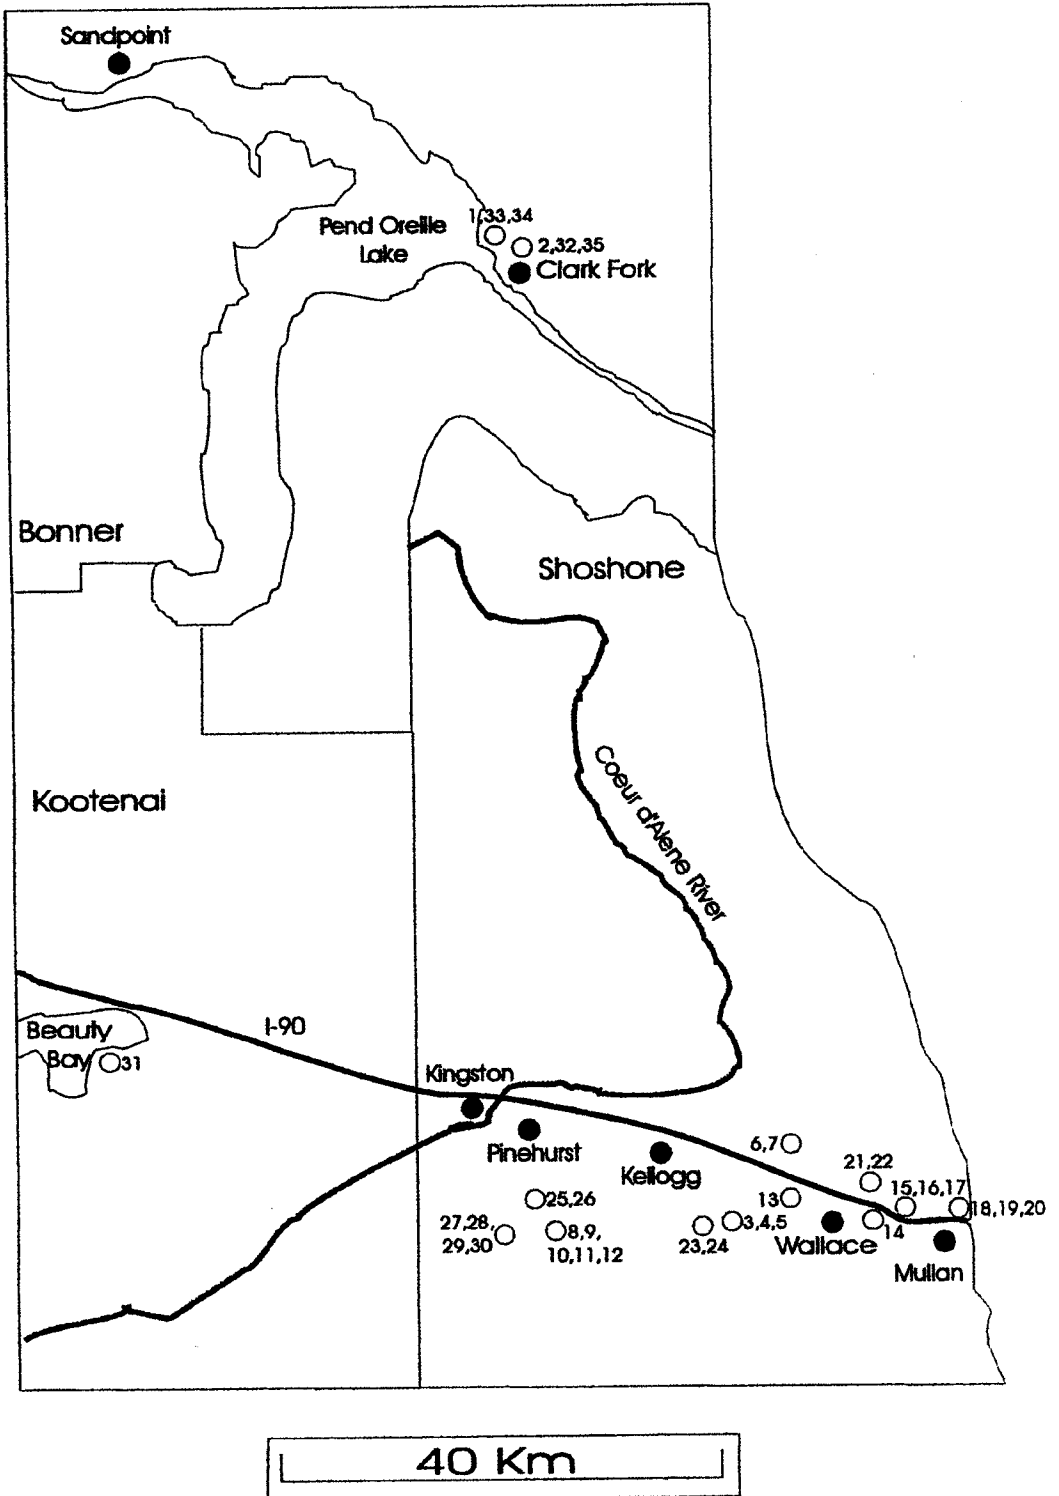 Sandpoint
1,33,34
Pend Oreille
Lake
2,32,35
Clark Fork
Bonner
Shoshone
Coeur d'Alene River
Kootenai
I-90
Beauty
Bay
31
Kingston
Pinehurst
Kellogg
6,7
21,22
15,16,17
13
18,19,20
25,26
3,4,5
14
27,28,
29,30
8,9,
10,11,12
23,24
Wallace
Mullan
40 Km